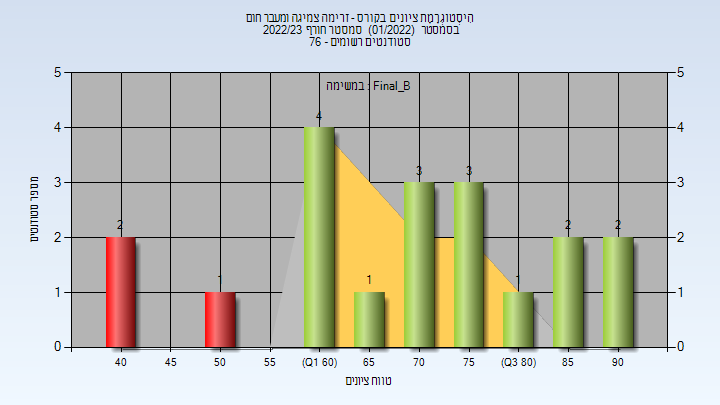 היסטוגרמת ציונים בקורס - זרימה צמיגה ומעבר חום
בסמסטר (01/2022) סמסטר חורף 2022/23
סטודנטים רשומים - 76
במשימה : Final_B
מספר סטודנטים
5 5
4 4
3 3
2 2
1 1
0 0
2 1 4 1 3 3 1 2 2
40 45 50 55 (Q1 60) 65 70 75 (Q3 80) 85 90
טווח ציונים